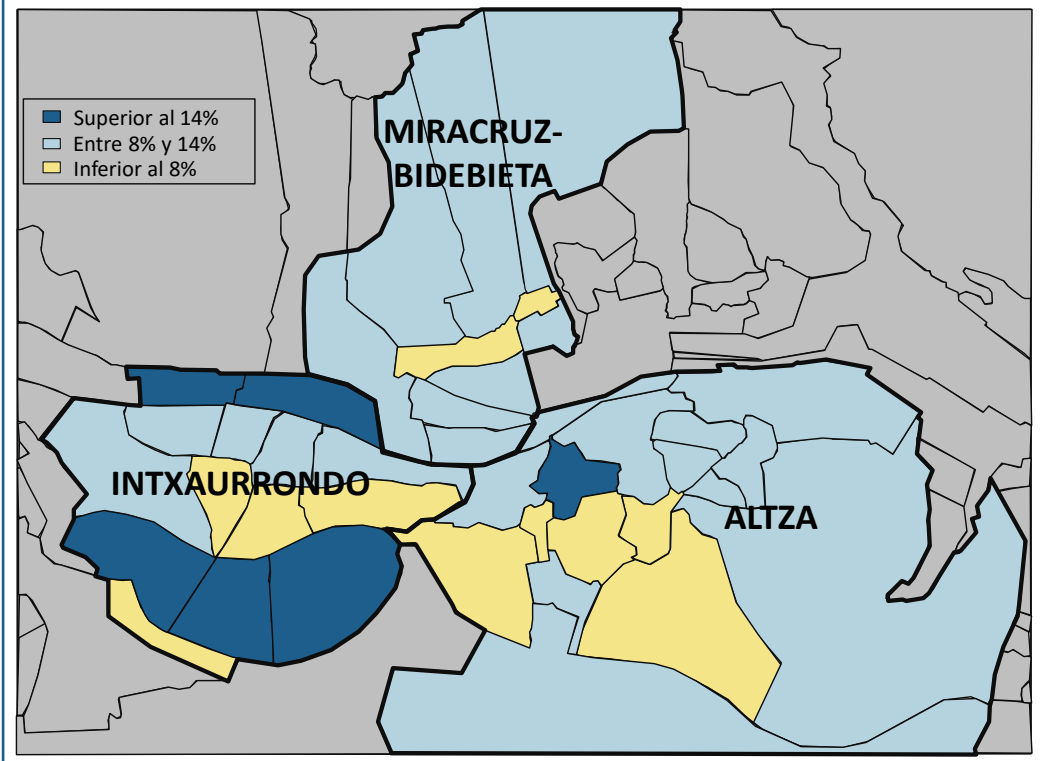 Superior al 14%
Entre 8% y 14%
Inferior al 8%
MIRACRUZ-
BIDEBIETA
INTXAURRONDO
ALTZA